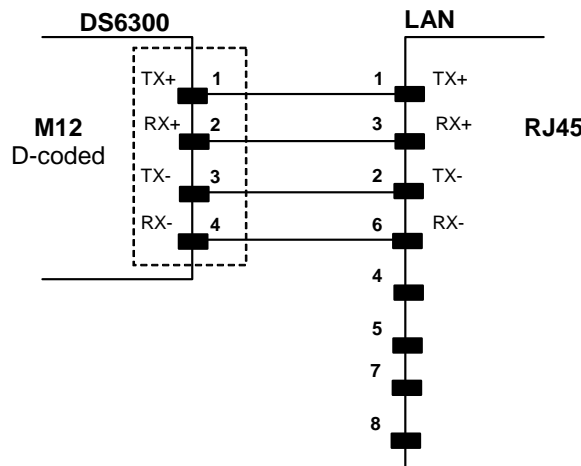 DS6300 LAN
TX+ 1 1 TX+
M12 RX+ 2 3 RX+ RJ45
D-coded
TX- 3 2 TX-
RX- 4 6 RX-
4
5
7
8